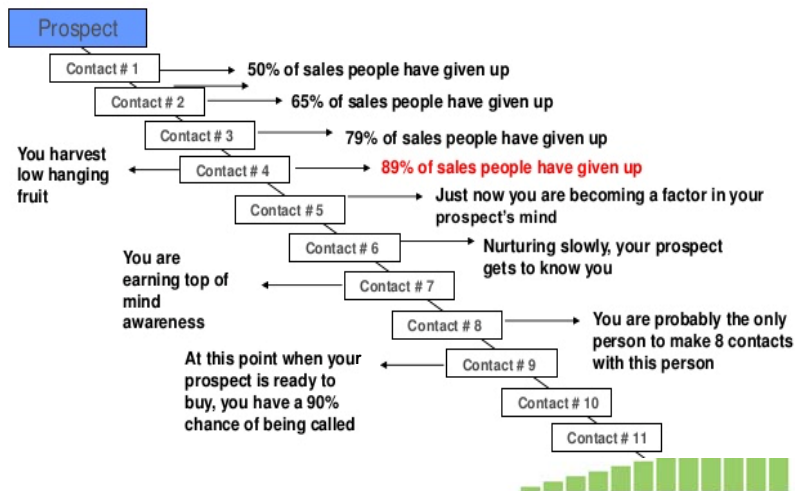 Prospect
Contact # 1
50% of sales people have given up
Contact # 2
65% of sales people have given up
Contact # 3
79% of sales people have given up
You harvest
low hanging
fruit
Contact # 4
89% of sales people have given up
Contact # 5
Just now you are becoming a factor in your
prospect's mind
Contact # 6
Nurturing slowly, your prospect
gets to know you
You are
earning top of
mind
awareness
Contact # 7
Contact # 8
You are probably the only
person to make 8 contacts
with this person
At this point when your
prospect is ready to
buy, you have a 90%
chance of being called
Contact # 9
Contact # 10
Contact # 11